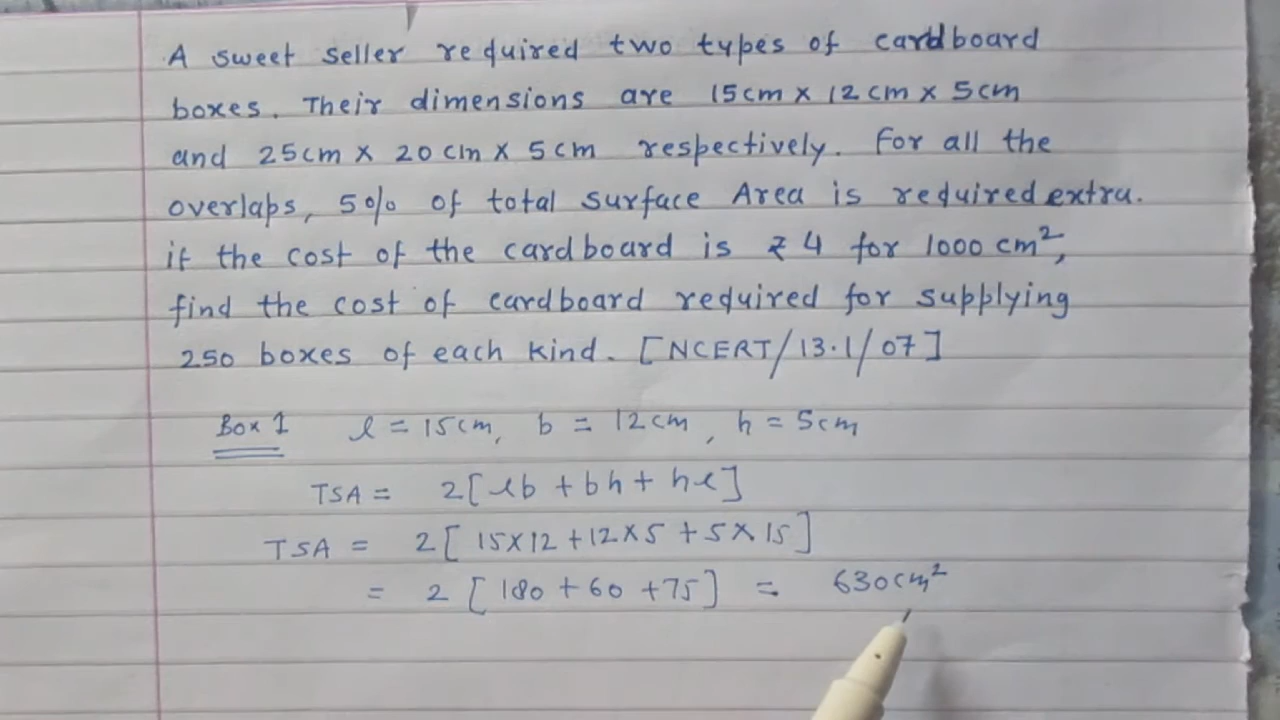 A sweet seller required two types of cardboard
boxes. Their dimensions are 15cm x 12cm x 5cm
and 25cm x 20cm x 5cm respectively. For all the
overlaps, 5% of total surface Area is required extra.
if the cost of the cardboard is ₹ 4 for 1000 cm²,
find the cost of cardboard required for supplying
250 boxes of each kind. [NCERT/13.1/07]
Box 1 l = 15cm, b = 12cm, h = 5cm
TSA = 2[lb + bh + hl]
TSA = 2[15x12 + 12x5 + 5x15]
= 2 [180 + 60 + 75] = 630cm²